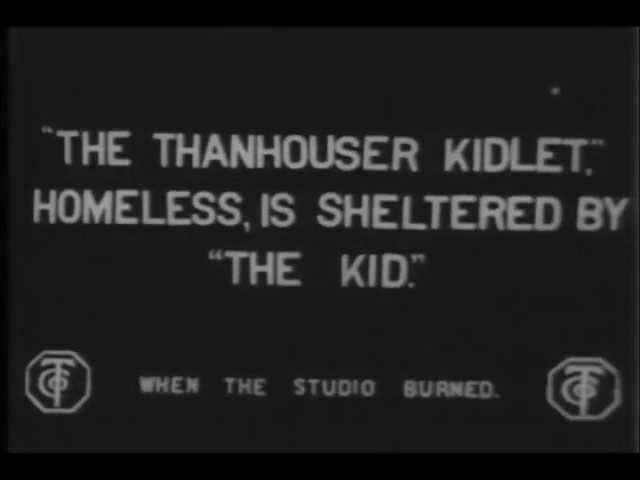 "THE THANHOUSER KIDLET,"
HOMELESS, IS SHELTERED BY
"THE KID."
WHEN THE STUDIO BURNED.